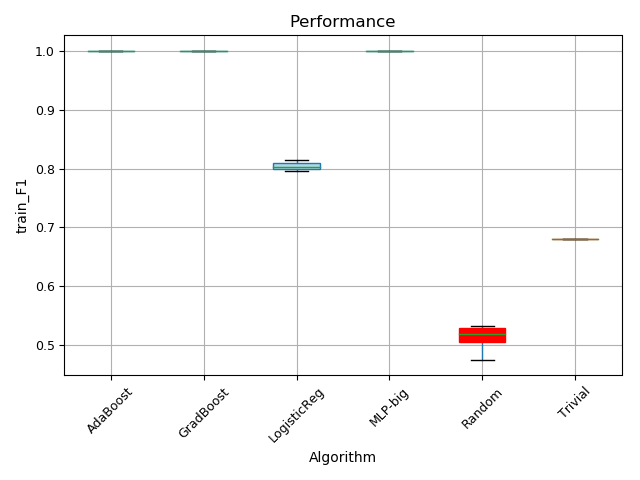 Performance
train_F1
1.0
0.9
0.8
0.7
0.6
0.5
AdaBoost
GradBoost
LogisticReg
MLP-big
Random
Trivial
Algorithm